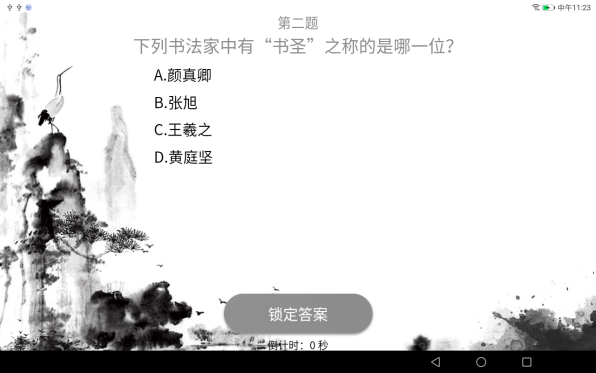 中午11:23
第二题
下列书法家中有“书圣”之称的是哪一位?
A.颜真卿
B.张旭
C.王羲之
D.黄庭坚
锁定答案
二倒计时：0 秒